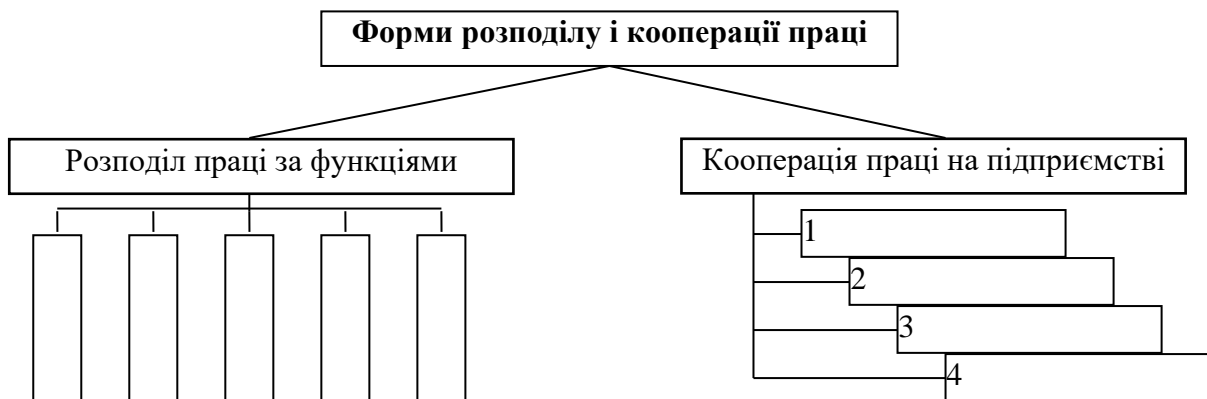 Форми розподілу і кооперації праці
Розподіл праці за функціями
Кооперація праці на підприємстві
1
2
3
4